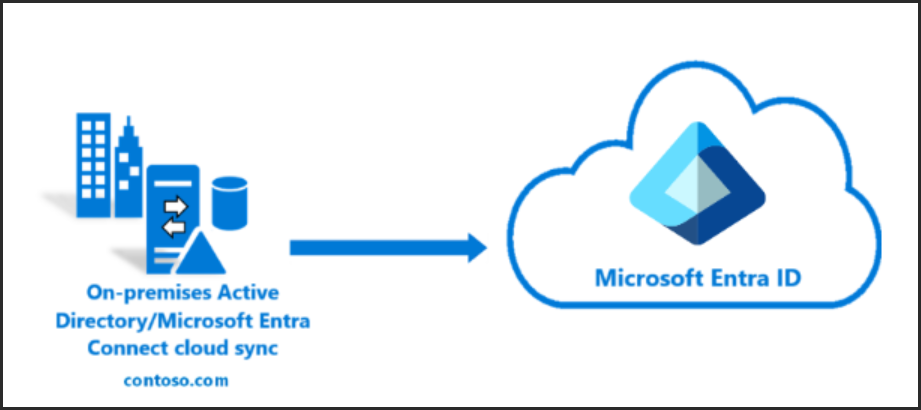 On-premises Active
Directory/Microsoft Entra
Connect cloud sync
contoso.com
Microsoft Entra ID